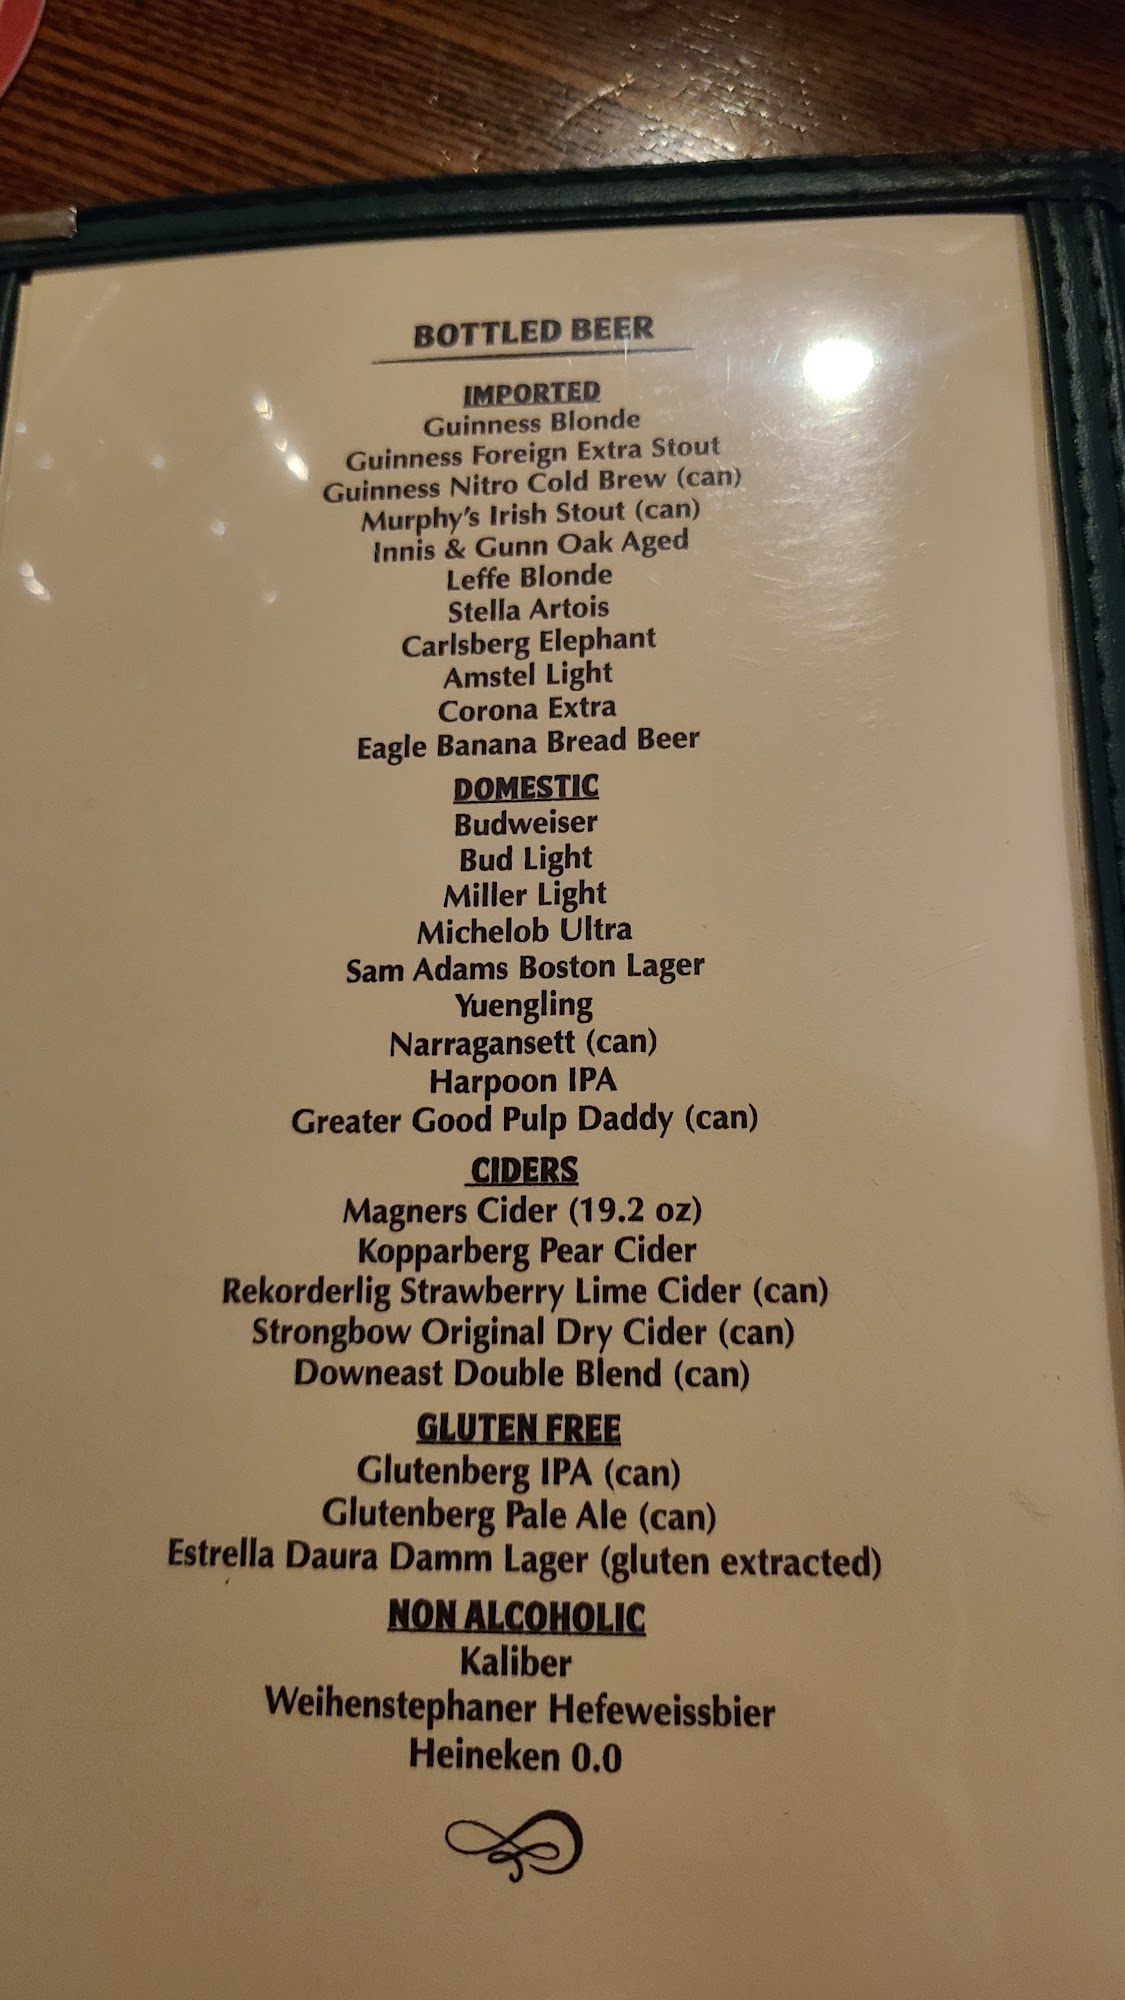 BOTTLED BEER
IMPORTED
Guinness Blonde
Guinness Foreign Extra Stout
Guinness Nitro Cold Brew (can)
Murphy's Irish Stout (can)
Innis & Gunn Oak Aged
Leffe Blonde
Stella Artois
Carlsberg Elephant
Amstel Light
Corona Extra
Eagle Banana Bread Beer
DOMESTIC
Budweiser
Bud Light
Miller Light
Michelob Ultra
Sam Adams Boston Lager
Yuengling
Narragansett (can)
Harpoon IPA
Greater Good Pulp Daddy (can)
CIDERS
Magners Cider (19.2 oz)
Kopparberg Pear Cider
Rekorderlig Strawberry Lime Cider (can)
Strongbow Original Dry Cider (can)
Downeast Double Blend (can)
GLUTEN FREE
Glutenberg IPA (can)
Glutenberg Pale Ale (can)
Estrella Daura Damm Lager (gluten extracted)
NON ALCOHOLIC
Kaliber
Weihenstephaner Hefeweissbier
Heineken 0.0